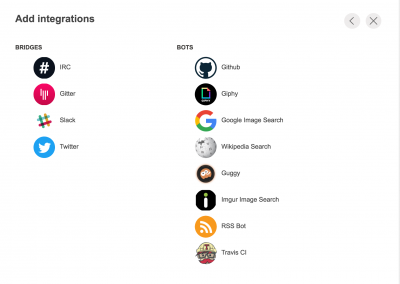 Add integrations
BRIDGES
IRC
Gitter
Slack
Twitter
BOTS
Github
GIPHY
Giphy
Google Image Search
Wikipedia Search
Guggy
Imgur Image Search
RSS Bot
Travis CI